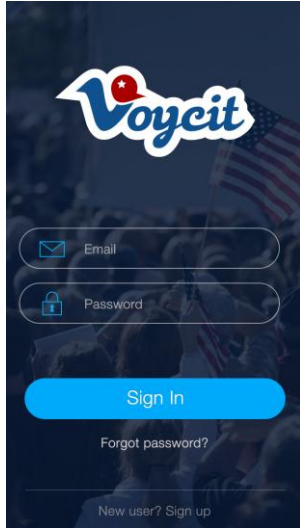 Voycit
Email
Password
Sign In
Forgot password?
New user? Sign up